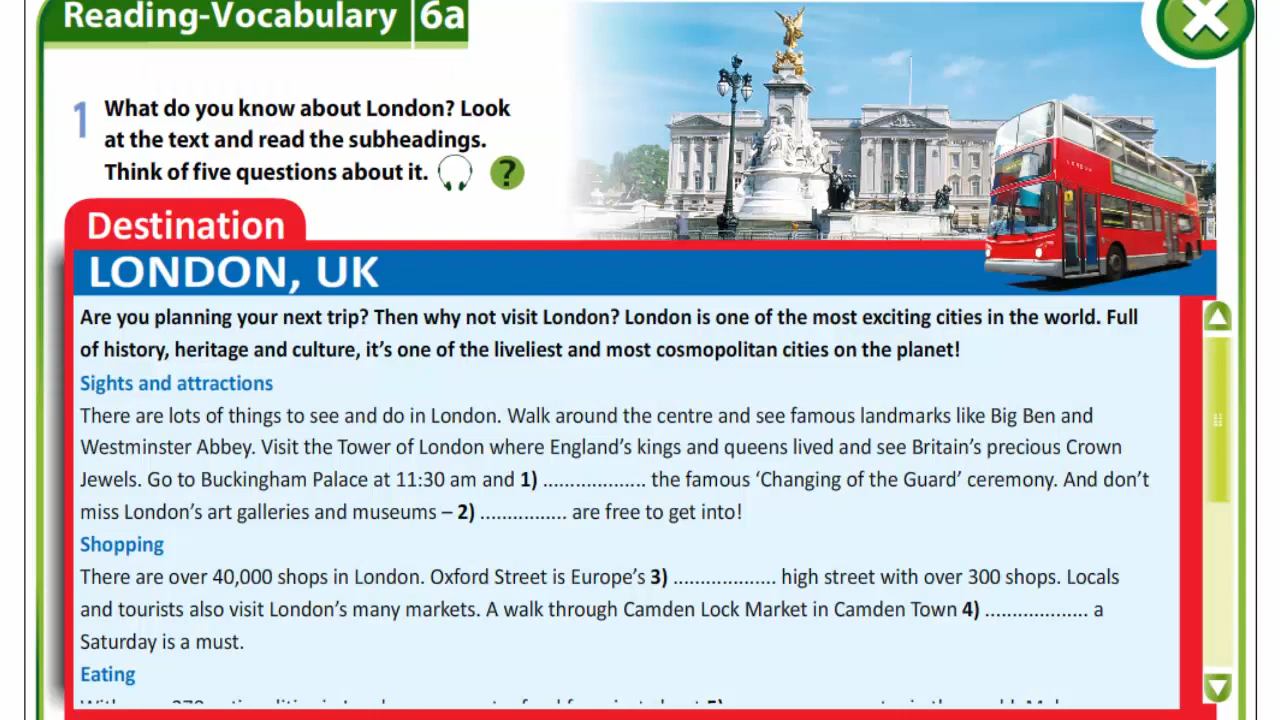 Reading-Vocabulary 6a
1 What do you know about London? Look
at the text and read the subheadings.
Think of five questions about it. ?
Destination
LONDON, UK
Are you planning your next trip? Then why not visit London? London is one of the most exciting cities in the world. Full
of history, heritage and culture, it's one of the liveliest and most cosmopolitan cities on the planet!
Sights and attractions
There are lots of things to see and do in London. Walk around the centre and see famous landmarks like Big Ben and
Westminster Abbey. Visit the Tower of London where England's kings and queens lived and see Britain's precious Crown
Jewels. Go to Buckingham Palace at 11:30 am and 1) ................... the famous ‘Changing of the Guard’ ceremony. And don't
miss London's art galleries and museums – 2) ................ are free to get into!
Shopping
There are over 40,000 shops in London. Oxford Street is Europe's 3) ................... high street with over 300 shops. Locals
and tourists also visit London's many markets. A walk through Camden Lock Market in Camden Town 4) ................... a
Saturday is a must.
Eating